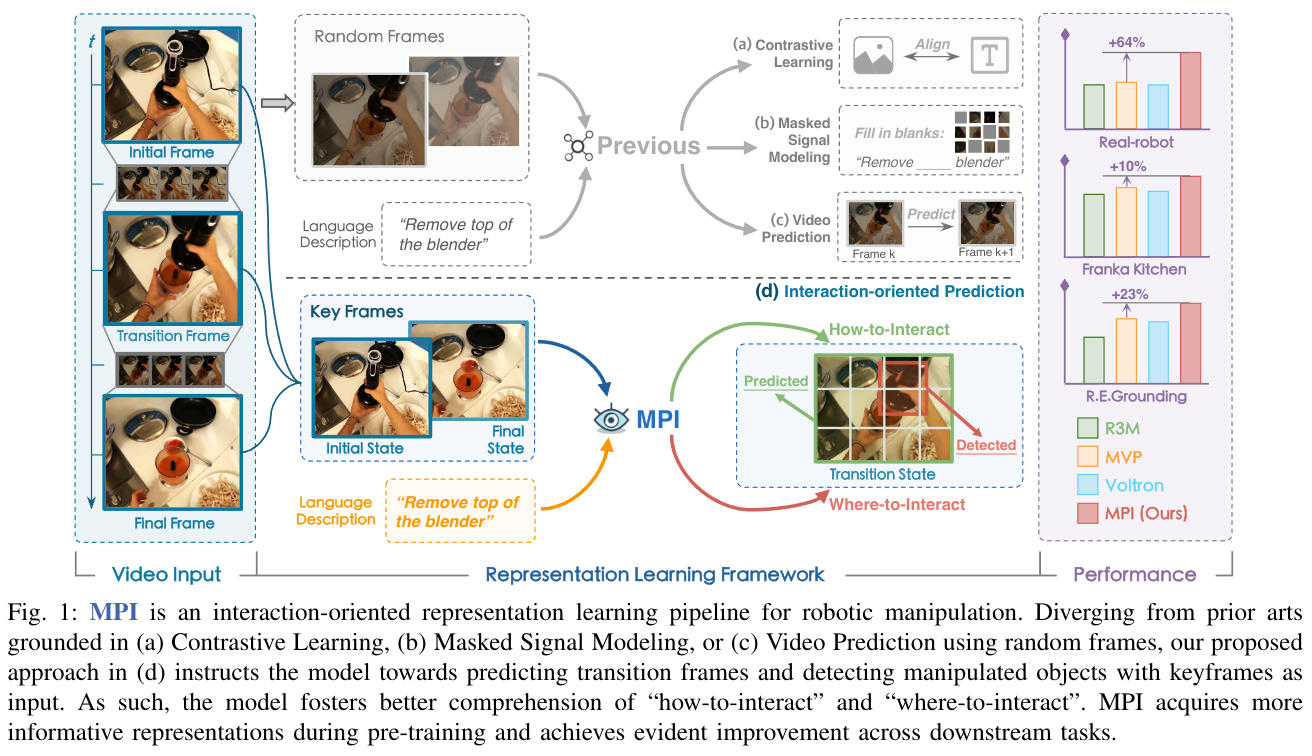 t
Initial Frame
Transition Frame
Final Frame
Video Input
Random Frames
Language
Description
“Remove top of
the blender”
Previous
(a) Contrastive
Learning
Align
T
(b) Masked
Signal
Modeling
Fill in blanks:
“Remove _____ blender”
(c) Video
Prediction
Predict
Frame k
Frame k+1
(d) Interaction-oriented Prediction
Key Frames
Initial State
Final
State
Language
Description
“Remove top of
the blender”
MPI
How-to-Interact
Predicted
Detected
Transition State
Where-to-Interact
Representation Learning Framework
+64%
Real-robot
+10%
Franka Kitchen
+23%
R.E.Grounding
R3M
MVP
Voltron
MPI (Ours)
Performance
Fig. 1: MPI is an interaction-oriented representation learning pipeline for robotic manipulation. Diverging from prior arts
grounded in (a) Contrastive Learning, (b) Masked Signal Modeling, or (c) Video Prediction using random frames, our proposed
approach in (d) instructs the model towards predicting transition frames and detecting manipulated objects with keyframes as
input. As such, the model fosters better comprehension of “how-to-interact” and “where-to-interact”. MPI acquires more
informative representations during pre-training and achieves evident improvement across downstream tasks.